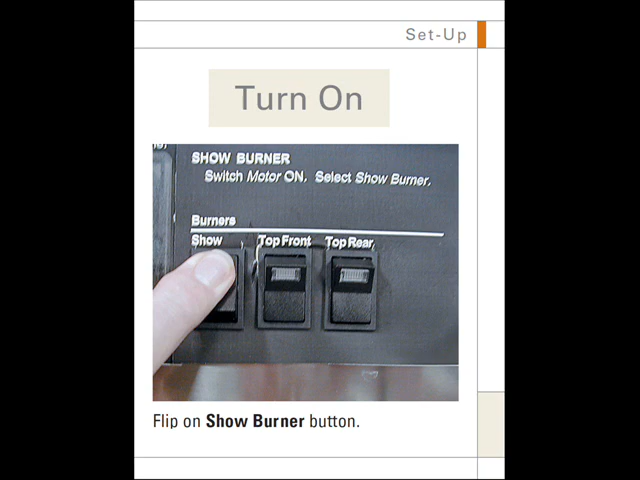 Set-Up
Turn On
SHOW BURNER
Switch Motor ON. Select Show Burner.
Burners
Show Top Front Top Rear
Flip on Show Burner button.